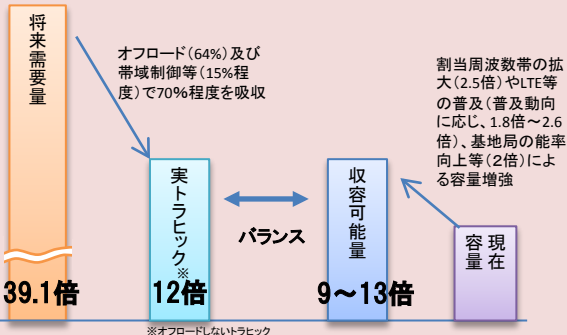 将来需要量
39.1倍
オフロード(64%)及び
帯域制御等(15%程
度)で70%程度を吸収
実トラヒック※
12倍
バランス
収容可能量
9～13倍
割当周波数帯の拡
大(2.5倍)やLTE等
の普及(普及動向
に応じ、1.8倍～2.6
倍)、基地局の能率
向上等(2倍)によ
る容量増強
現在
容量
※オフロードしないトラヒック